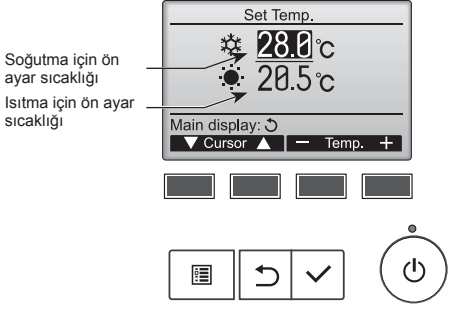 Set Temp.
28.0°C
Soğutma için ön
ayar sıcaklığı
20.5°C
Isıtma için ön ayar
sıcaklığı
Main display:
Cursor − Temp. +